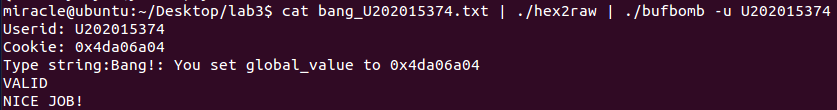 miracle@ubuntu:~/Desktop/lab3$ cat bang_U202015374.txt | ./hex2raw | ./bufbomb -u U202015374
Userid: U202015374
Cookie: 0x4da06a04
Type string:Bang!: You set global_value to 0x4da06a04
VALID
NICE JOB!